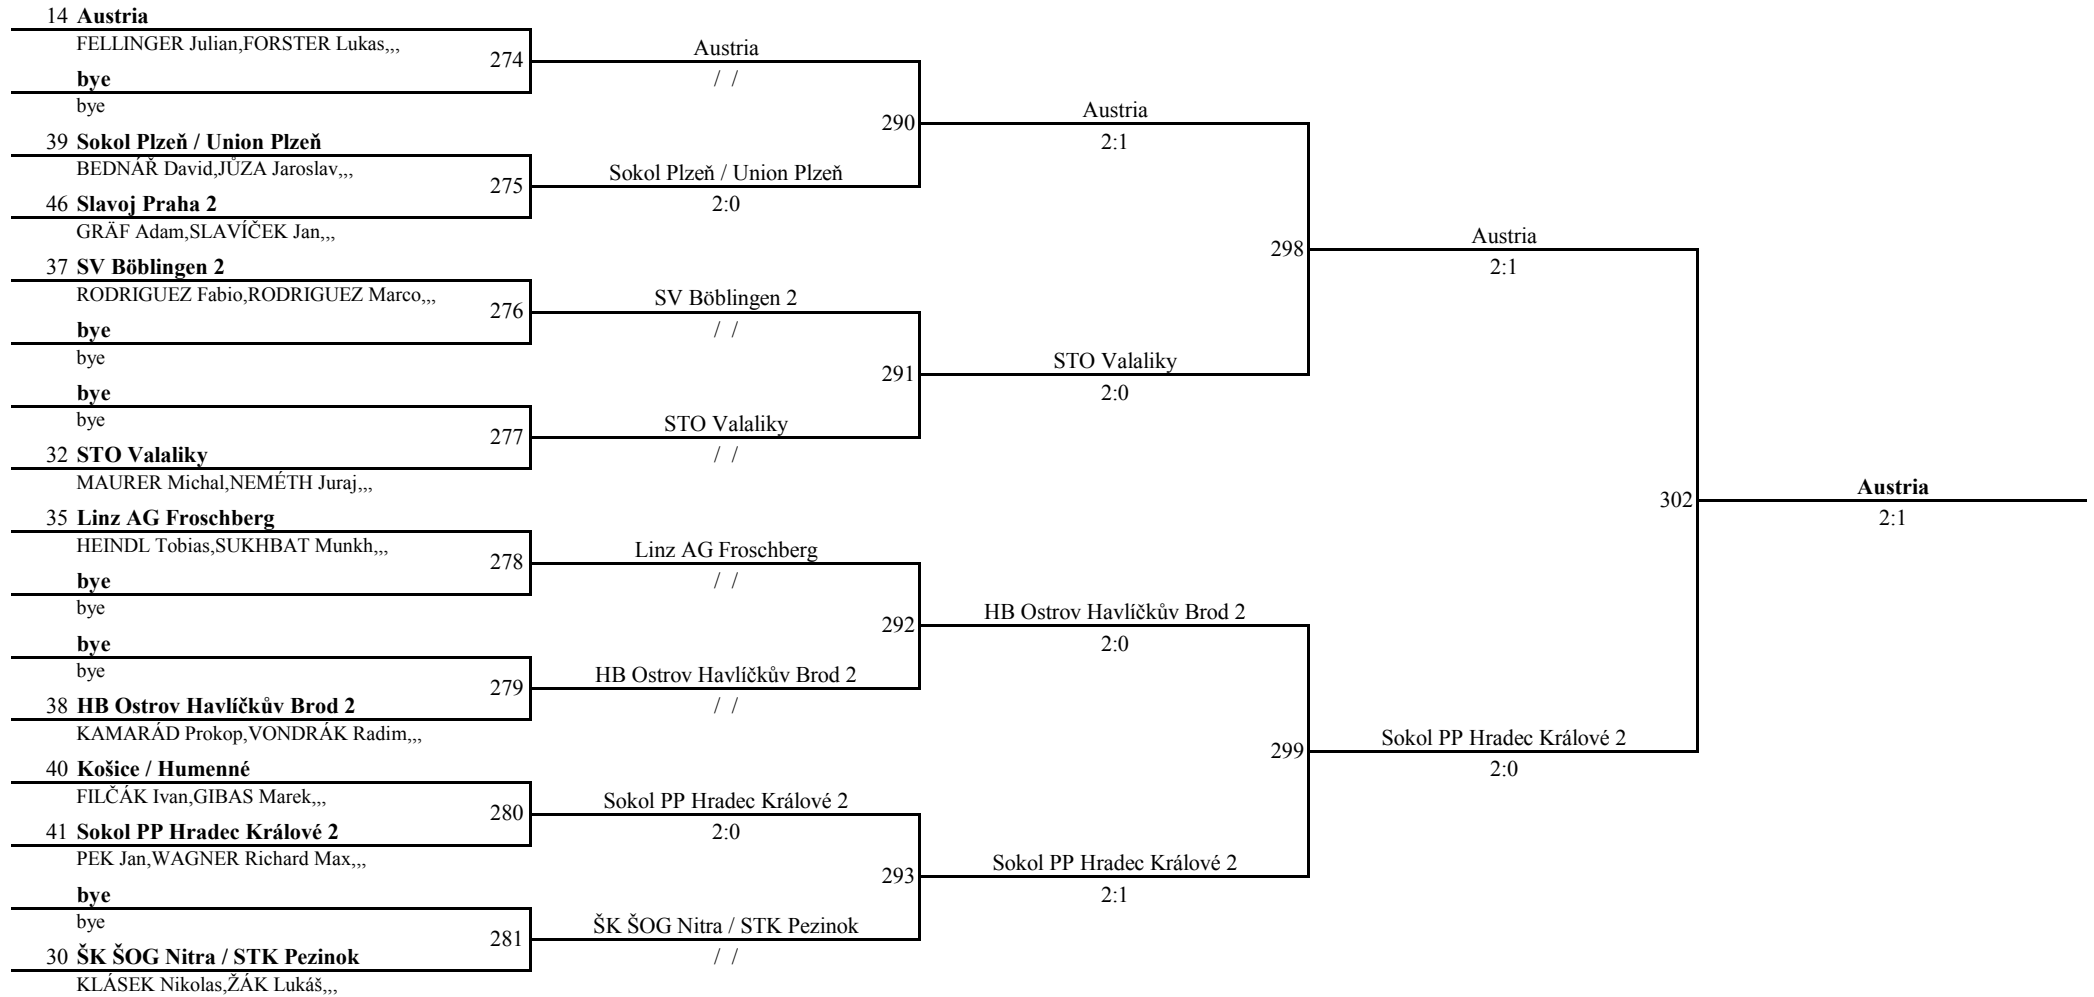 14 Austria
FELLINGER Julian,FORSTER Lukas,,,
274
Austria
bye
/ /
bye
290
Austria
39 Sokol Plzeň / Union Plzeň
2:1
BEDNÁŘ David,JŮZA Jaroslav,,,
275
Sokol Plzeň / Union Plzeň
46 Slavoj Praha 2
2:0
GRÄF Adam,SLAVÍČEK Jan,,,
298
Austria
37 SV Böblingen 2
2:1
RODRIGUEZ Fabio,RODRIGUEZ Marco,,,
276
SV Böblingen 2
bye
/ /
bye
291
STO Valaliky
bye
2:0
bye
277
STO Valaliky
32 STO Valaliky
/ /
MAURER Michal,NEMÉTH Juraj,,,
302
Austria
35 Linz AG Froschberg
2:1
HEINDL Tobias,SUKHBAT Munkh,,,
278
Linz AG Froschberg
bye
/ /
bye
292
HB Ostrov Havlíčkův Brod 2
bye
2:0
bye
279
HB Ostrov Havlíčkův Brod 2
38 HB Ostrov Havlíčkův Brod 2
/ /
KAMARÁD Prokop,VONDRÁK Radim,,,
299
Sokol PP Hradec Králové 2
40 Košice / Humenné
2:0
FILČÁK Ivan,GIBAS Marek,,,
280
Sokol PP Hradec Králové 2
41 Sokol PP Hradec Králové 2
2:0
PEK Jan,WAGNER Richard Max,,,
293
Sokol PP Hradec Králové 2
bye
2:1
bye
281
ŠK ŠOG Nitra / STK Pezinok
30 ŠK ŠOG Nitra / STK Pezinok
/ /
KLÁSEK Nikolas,ŽÁK Lukáš,,,